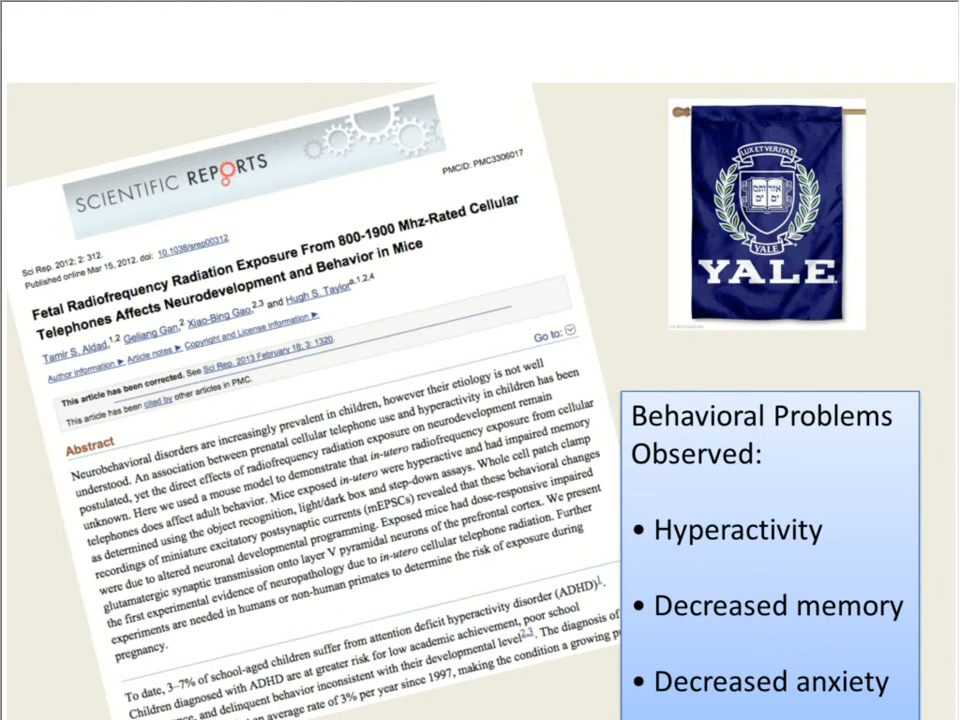 SCIENTIFIC REPORTS
PMCID: PMC3306017
Sci Rep. 2012; 2: 312.
Published online Mar 15, 2012. doi: 10.1038/srep00312
Fetal Radiofrequency Radiation Exposure From 800-1900 Mhz-Rated Cellular
Telephones Affects Neurodevelopment and Behavior in Mice
Tamir S. Aldad,1,2 Geliang Gan,2 Xiao-Bing Gao,2,3 and Hugh S. Taylora,1,2,4
Author information ▶ Article notes ▶ Copyright and License information ▶
This article has been corrected. See Sci Rep. 2013 February 18; 3: 1320.
This article has been cited by other articles in PMC.
Go to:
Abstract
Neurobehavioral disorders are increasingly prevalent in children, however their etiology is not well
understood. An association between prenatal cellular telephone use and hyperactivity in children has been
postulated, yet the direct effects of radiofrequency radiation exposure on neurodevelopment remain
unknown. Here we used a mouse model to demonstrate that in-utero radiofrequency exposure from cellular
telephones does affect adult behavior. Mice exposed in-utero were hyperactive and had impaired memory
as determined using the object recognition, light/dark box and step-down assays. Whole cell patch clamp
recordings of miniature excitatory postsynaptic currents (mEPSCs) revealed that these behavioral changes
were due to altered neuronal developmental programming. Exposed mice had dose-responsive impaired
glutamatergic synaptic transmission onto layer V pyramidal neurons of the prefrontal cortex. We present
the first experimental evidence of neuropathology due to in-utero cellular telephone radiation. Further
experiments are needed in humans or non-human primates to determine the risk of exposure during
pregnancy.
To date, 3–7% of school-aged children suffer from attention deficit hyperactivity disorder (ADHD)1.
Children diagnosed with ADHD are at greater risk for low academic achievement, poor school
and delinquent behavior inconsistent with their developmental level2,3. The diagnosis of
an average rate of 3% per year since 1997, making the condition a growing
LUX ET VERITAS
אורים
ותמים
YALE
YALE
Behavioral Problems
Observed:
• Hyperactivity
• Decreased memory
• Decreased anxiety